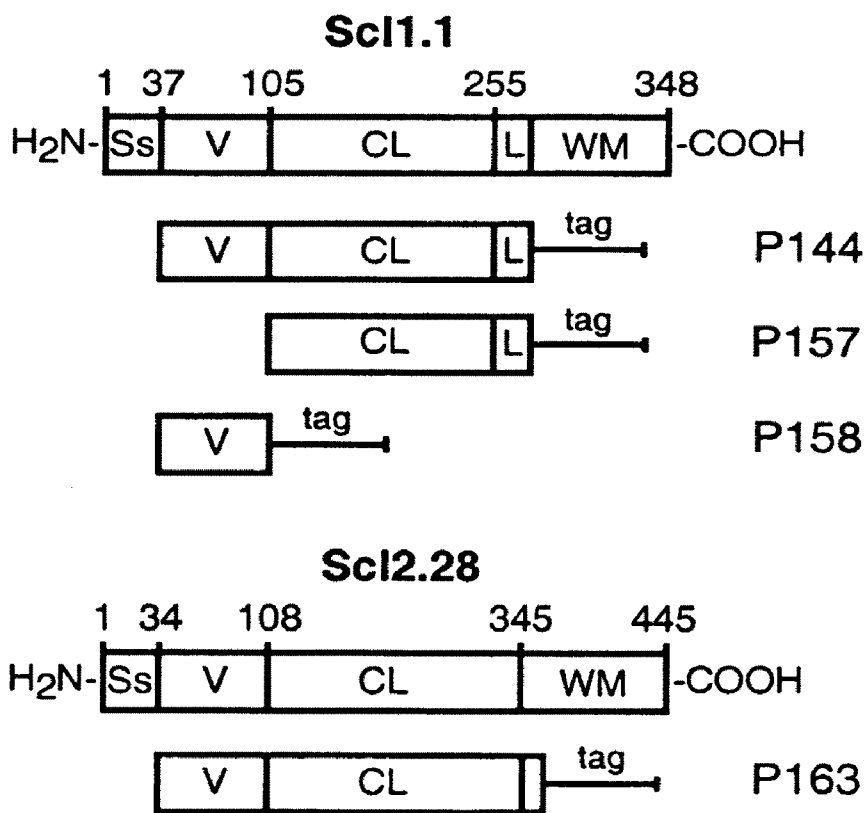 Scl1.1
1 37 105 255 348
H2N- Ss V CL L WM -COOH
V CL L tag P144
CL L tag P157
V tag P158
Scl2.28
1 34 108 345 445
H2N- Ss V CL WM -COOH
V CL tag P163